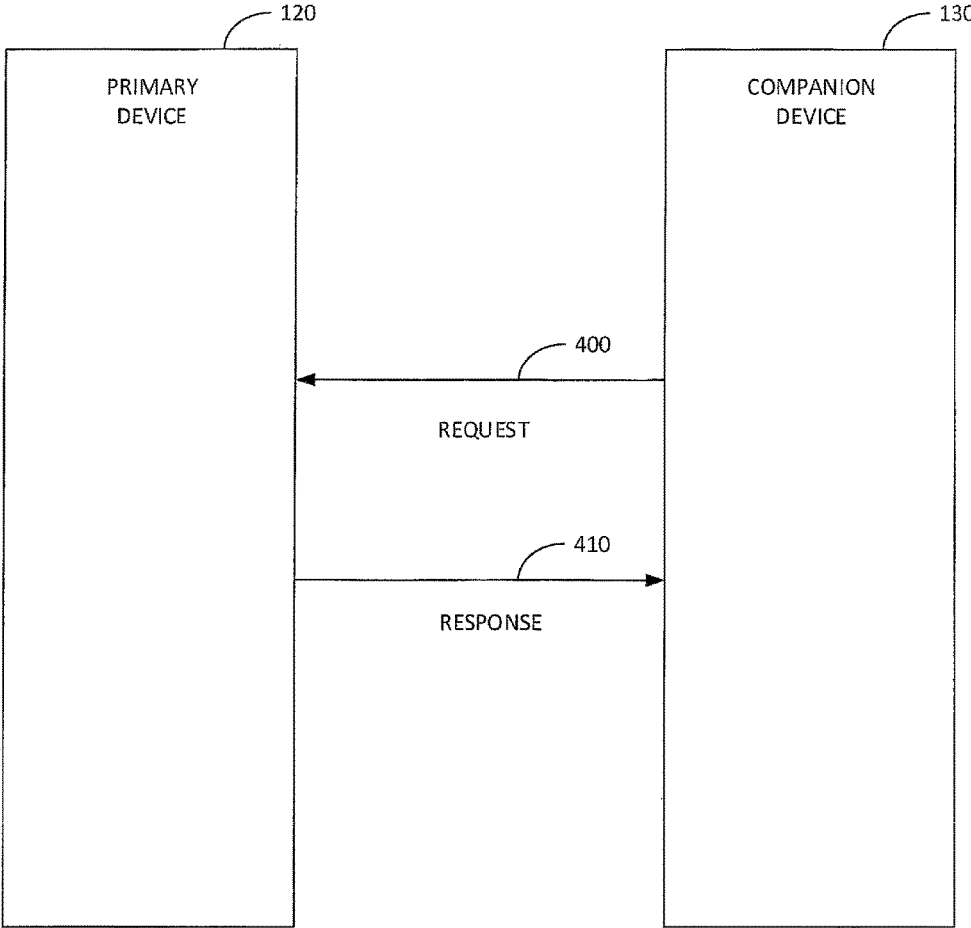 120
130
PRIMARY
DEVICE
COMPANION
DEVICE
400
REQUEST
410
RESPONSE